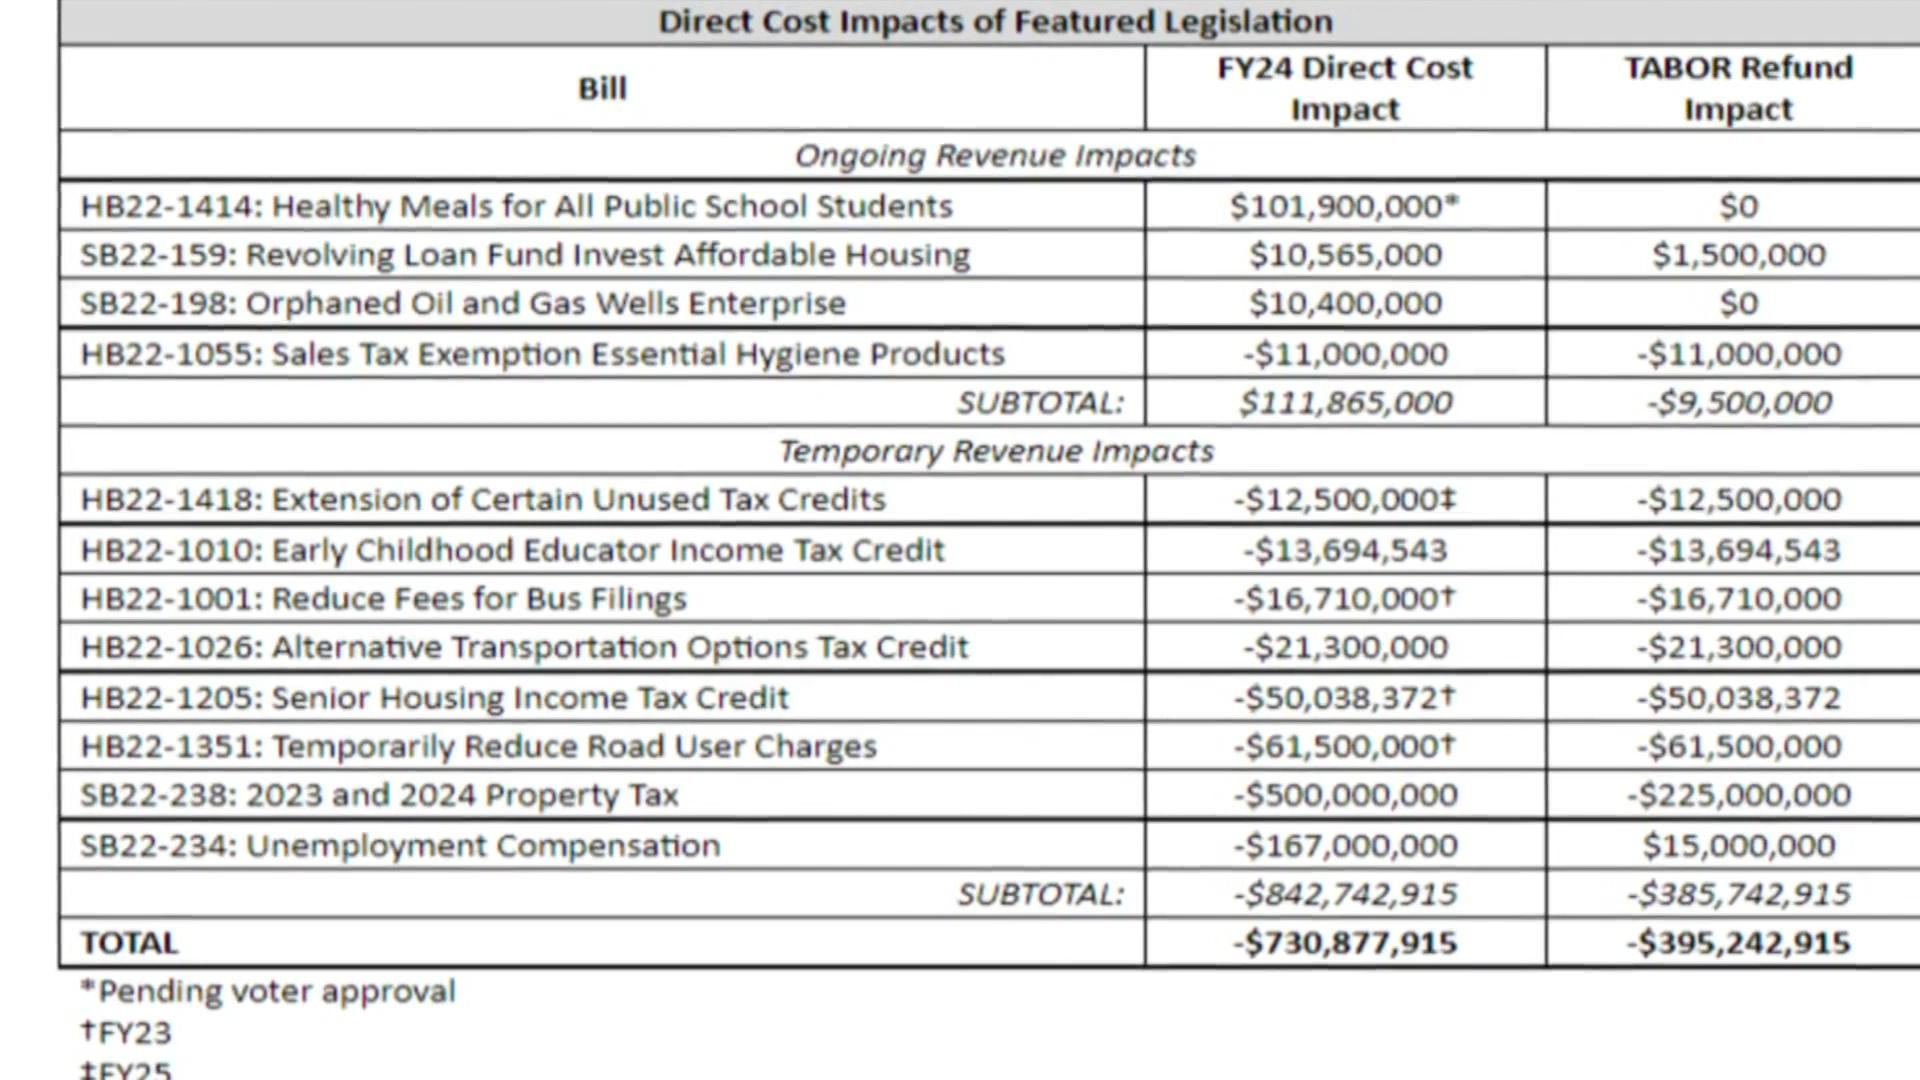 Direct Cost Impacts of Featured Legislation
Bill FY24 Direct Cost Impact TABOR Refund Impact
Ongoing Revenue Impacts
HB22-1414: Healthy Meals for All Public School Students $101,900,000* $0
SB22-159: Revolving Loan Fund Invest Affordable Housing $10,565,000 $1,500,000
SB22-198: Orphaned Oil and Gas Wells Enterprise $10,400,000 $0
HB22-1055: Sales Tax Exemption Essential Hygiene Products -$11,000,000 -$11,000,000
SUBTOTAL: $111,865,000 -$9,500,000
Temporary Revenue Impacts
HB22-1418: Extension of Certain Unused Tax Credits -$12,500,000‡ -$12,500,000
HB22-1010: Early Childhood Educator Income Tax Credit -$13,694,543 -$13,694,543
HB22-1001: Reduce Fees for Bus Filings -$16,710,000† -$16,710,000
HB22-1026: Alternative Transportation Options Tax Credit -$21,300,000 -$21,300,000
HB22-1205: Senior Housing Income Tax Credit -$50,038,372† -$50,038,372
HB22-1351: Temporarily Reduce Road User Charges -$61,500,000† -$61,500,000
SB22-238: 2023 and 2024 Property Tax -$500,000,000 -$225,000,000
SB22-234: Unemployment Compensation -$167,000,000 $15,000,000
SUBTOTAL: -$842,742,915 -$385,742,915
TOTAL -$730,877,915 -$395,242,915
*Pending voter approval
†FY23
‡FY25